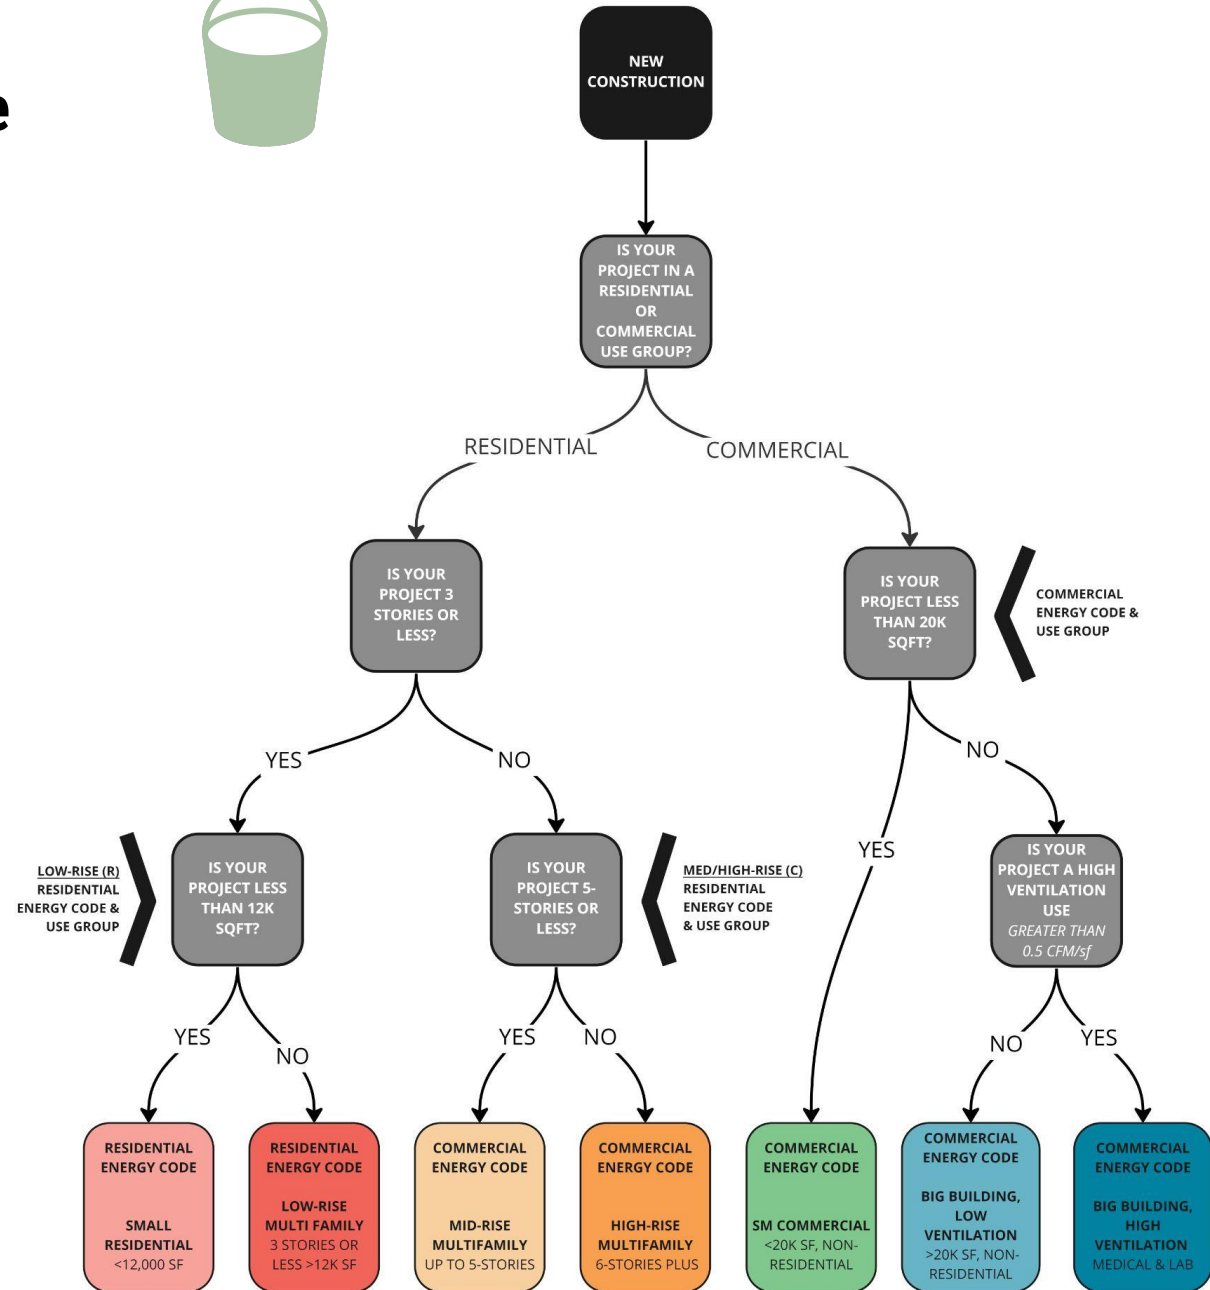 e
NEW
CONSTRUCTION
IS YOUR
PROJECT IN A
RESIDENTIAL
OR
COMMERCIAL
USE GROUP?
RESIDENTIAL
COMMERCIAL
IS YOUR
PROJECT 3
STORIES OR
LESS?
IS YOUR
PROJECT LESS
THAN 20K
SQFT?
COMMERCIAL
ENERGY CODE &
USE GROUP
YES
NO
NO
YES
LOW-RISE (R)
RESIDENTIAL
ENERGY CODE &
USE GROUP
IS YOUR
PROJECT LESS
THAN 12K
SQFT?
IS YOUR
PROJECT 5-
STORIES OR
LESS?
MED/HIGH-RISE (C)
RESIDENTIAL
ENERGY CODE
& USE GROUP
IS YOUR
PROJECT A HIGH
VENTILATION
USE
GREATER THAN
0.5 CFM/sf
YES
NO
YES
NO
NO
YES
RESIDENTIAL
ENERGY CODE
SMALL
RESIDENTIAL
<12,000 SF
RESIDENTIAL
ENERGY CODE
LOW-RISE
MULTI FAMILY
3 STORIES OR
LESS >12K SF
COMMERCIAL
ENERGY CODE
MID-RISE
MULTIFAMILY
UP TO 5-STORIES
COMMERCIAL
ENERGY CODE
HIGH-RISE
MULTIFAMILY
6-STORIES PLUS
COMMERCIAL
ENERGY CODE
SM COMMERCIAL
<20K SF, NON-
RESIDENTIAL
COMMERCIAL
ENERGY CODE
BIG BUILDING,
LOW
VENTILATION
>20K SF, NON-
RESIDENTIAL
COMMERCIAL
ENERGY CODE
BIG BUILDING,
HIGH
VENTILATION
MEDICAL & LAB